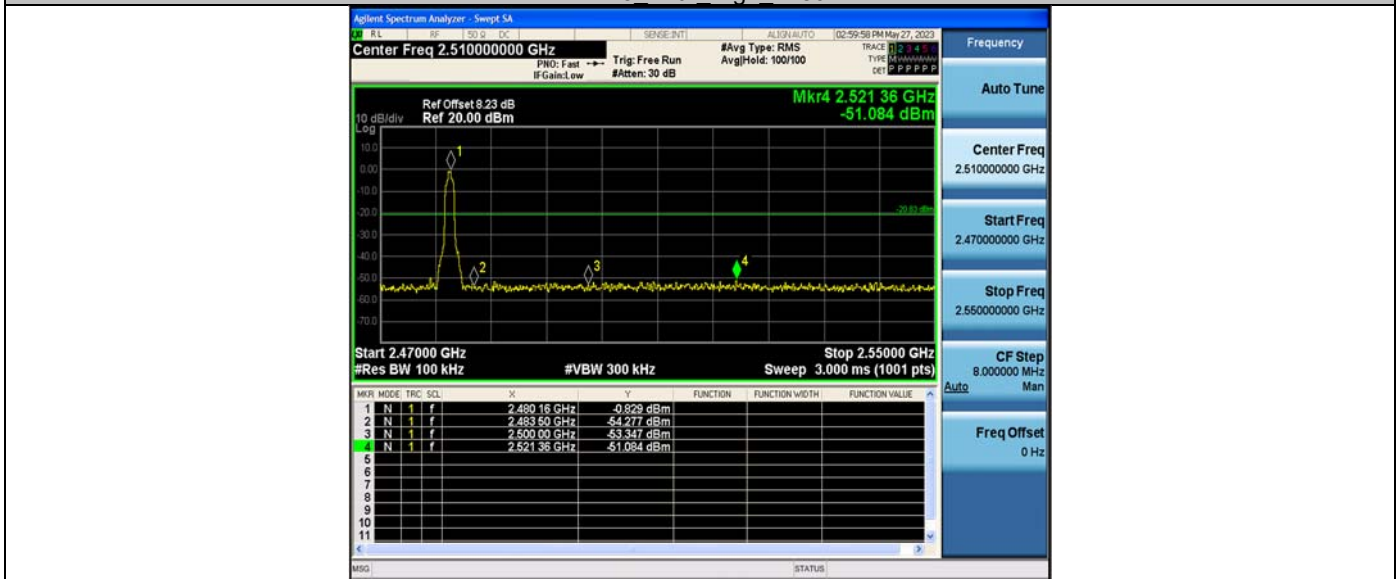 Agilent Spectrum Analyzer - Swept SA
RL RF 50 Ω DC SENSE:INT ALIGN AUTO 02:59:58 PM May 27, 2023
Center Freq 2.510000000 GHz
PNO: Fast
IFGain:Low
Trig: Free Run
#Atten: 30 dB
#Avg Type: RMS
Avg|Hold: 100/100
TRACE 1 2 3 4 5 6
TYPE M
DET P P P P P P
Mkr4 2.521 36 GHz
-51.084 dBm
Ref Offset 8.23 dB
10 dB/div Ref 20.00 dBm
Log
10.0
0.00
-10.0
-20.0
-30.0
-40.0
-50.0
-60.0
-70.0
1
2
3
4
-20.83 dBm
Start 2.47000 GHz Stop 2.55000 GHz
#Res BW 100 kHz #VBW 300 kHz Sweep 3.000 ms (1001 pts)
MKR MODE TRC SCL X Y FUNCTION FUNCTION WIDTH FUNCTION VALUE
1 N 1 f 2.480 16 GHz -0.829 dBm
2 N 1 f 2.483 50 GHz -54.277 dBm
3 N 1 f 2.500 00 GHz -53.347 dBm
4 N 1 f 2.521 36 GHz -51.084 dBm
5
6
7
8
9
10
11
MSG STATUS
Frequency
Auto Tune
Center Freq
2.510000000 GHz
Start Freq
2.470000000 GHz
Stop Freq
2.550000000 GHz
CF Step
8.000000 MHz
Auto Man
Freq Offset
0 Hz